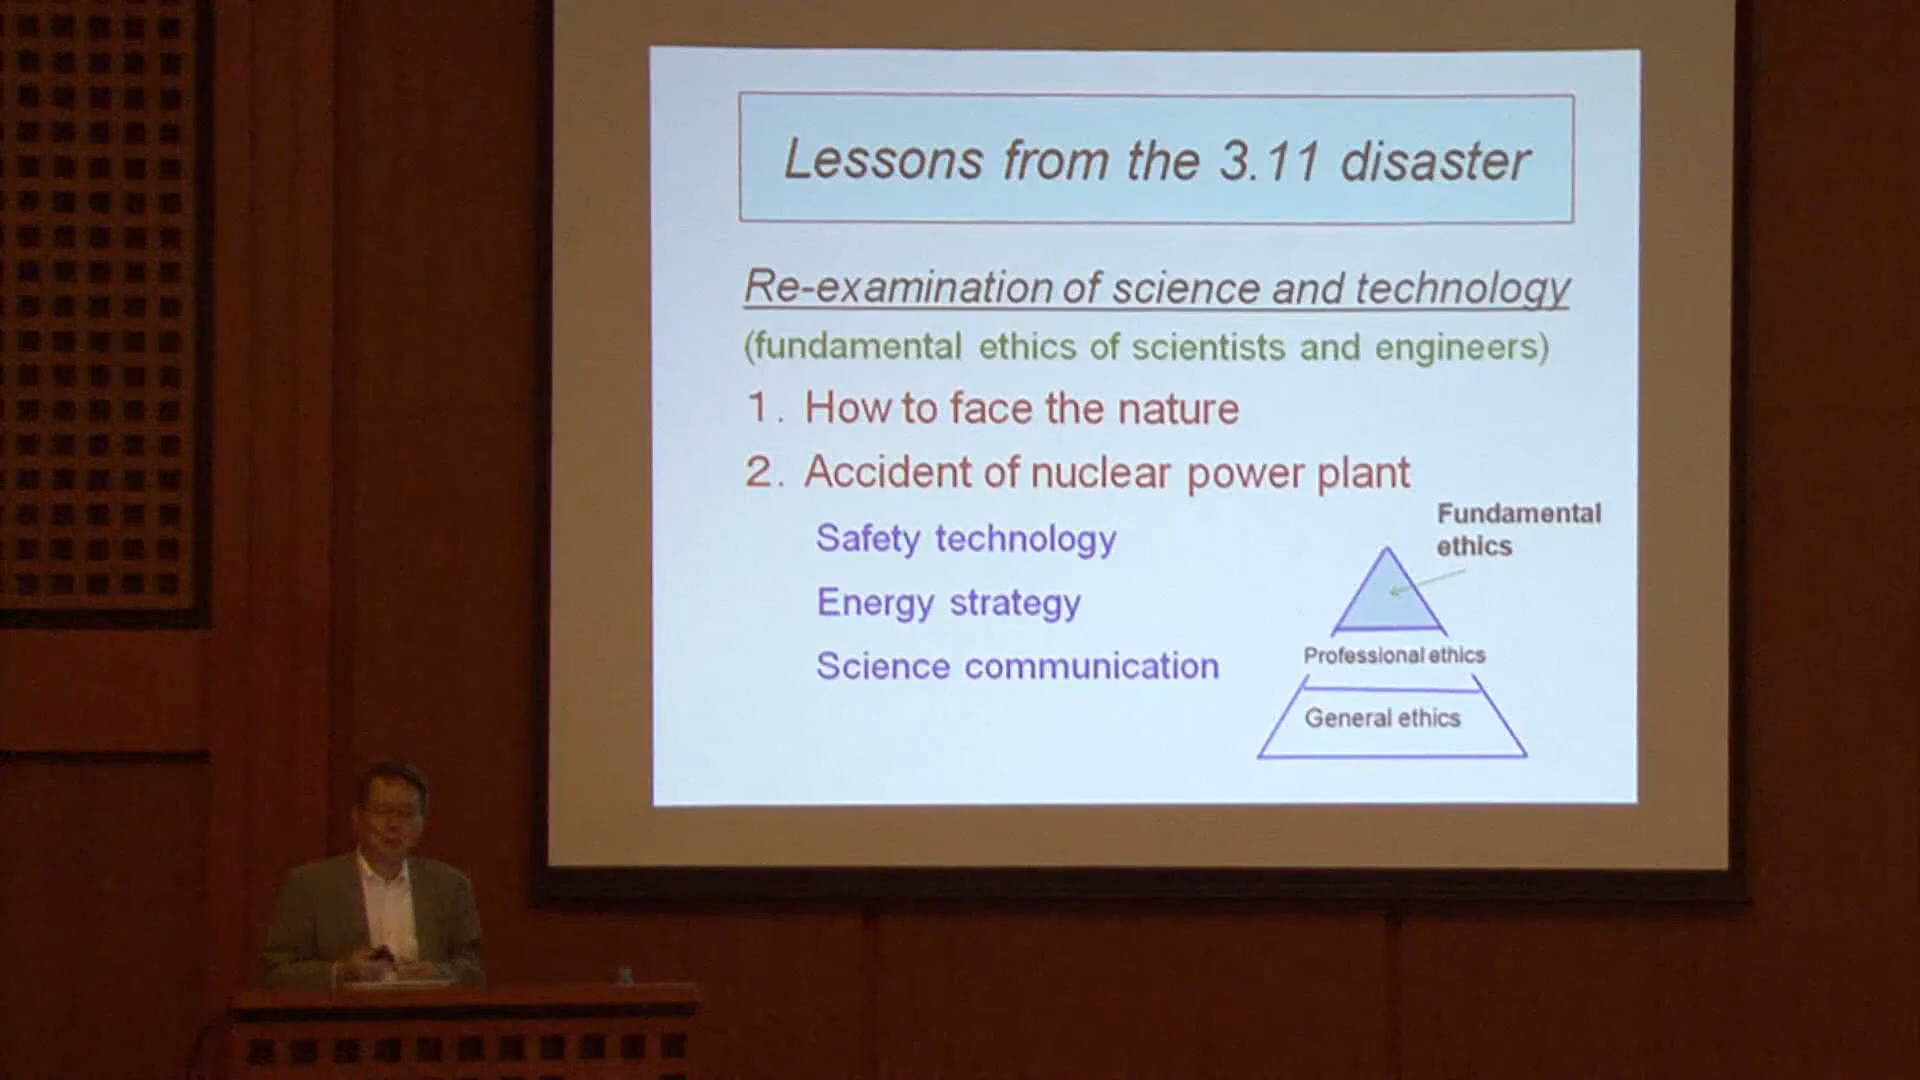 Lessons from the 3.11 disaster
Re-examination of science and technology
(fundamental ethics of scientists and engineers)
1. How to face the nature
2. Accident of nuclear power plant
Safety technology
Energy strategy
Science communication
Fundamental
ethics
Professional ethics
General ethics